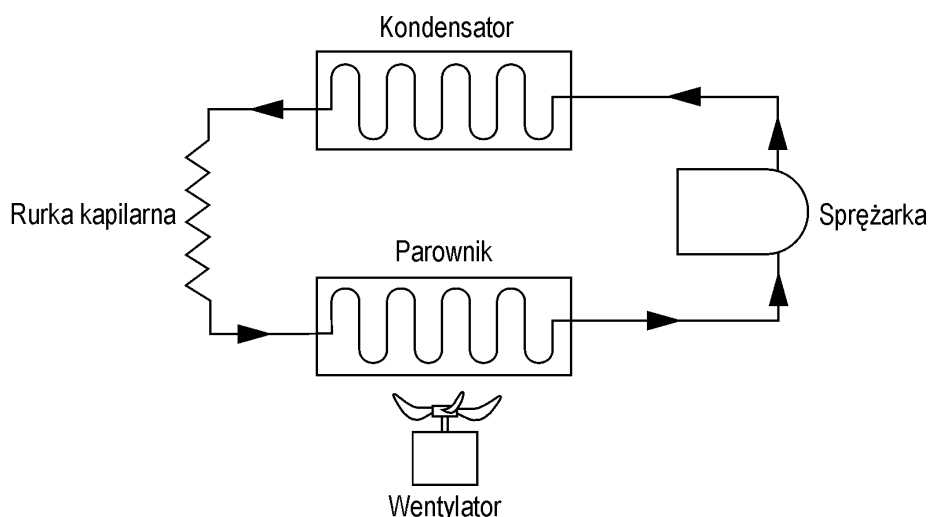 Kondensator
Rurka kapilarna
Sprężarka
Parownik
Wentylator